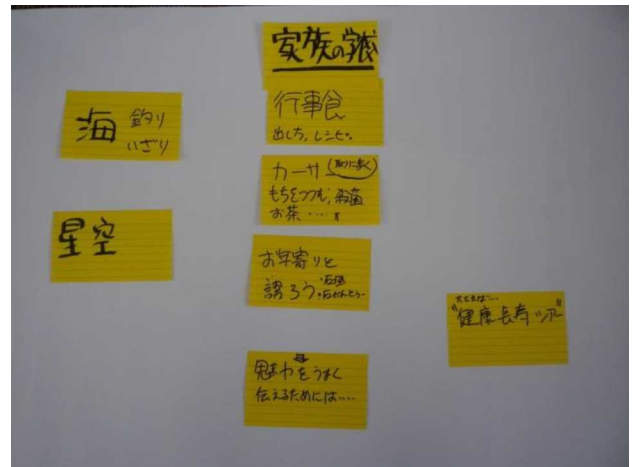 海 釣り
いざり
星空
家族の
行事食
出し方、レシピ。
カーサ
もちをつつむ、殺菌
お茶‥‥
お年寄りと
語ろう
魅力をうまく
伝えるためには‥‥
たとえば‥‥
"健康長寿ツアー"